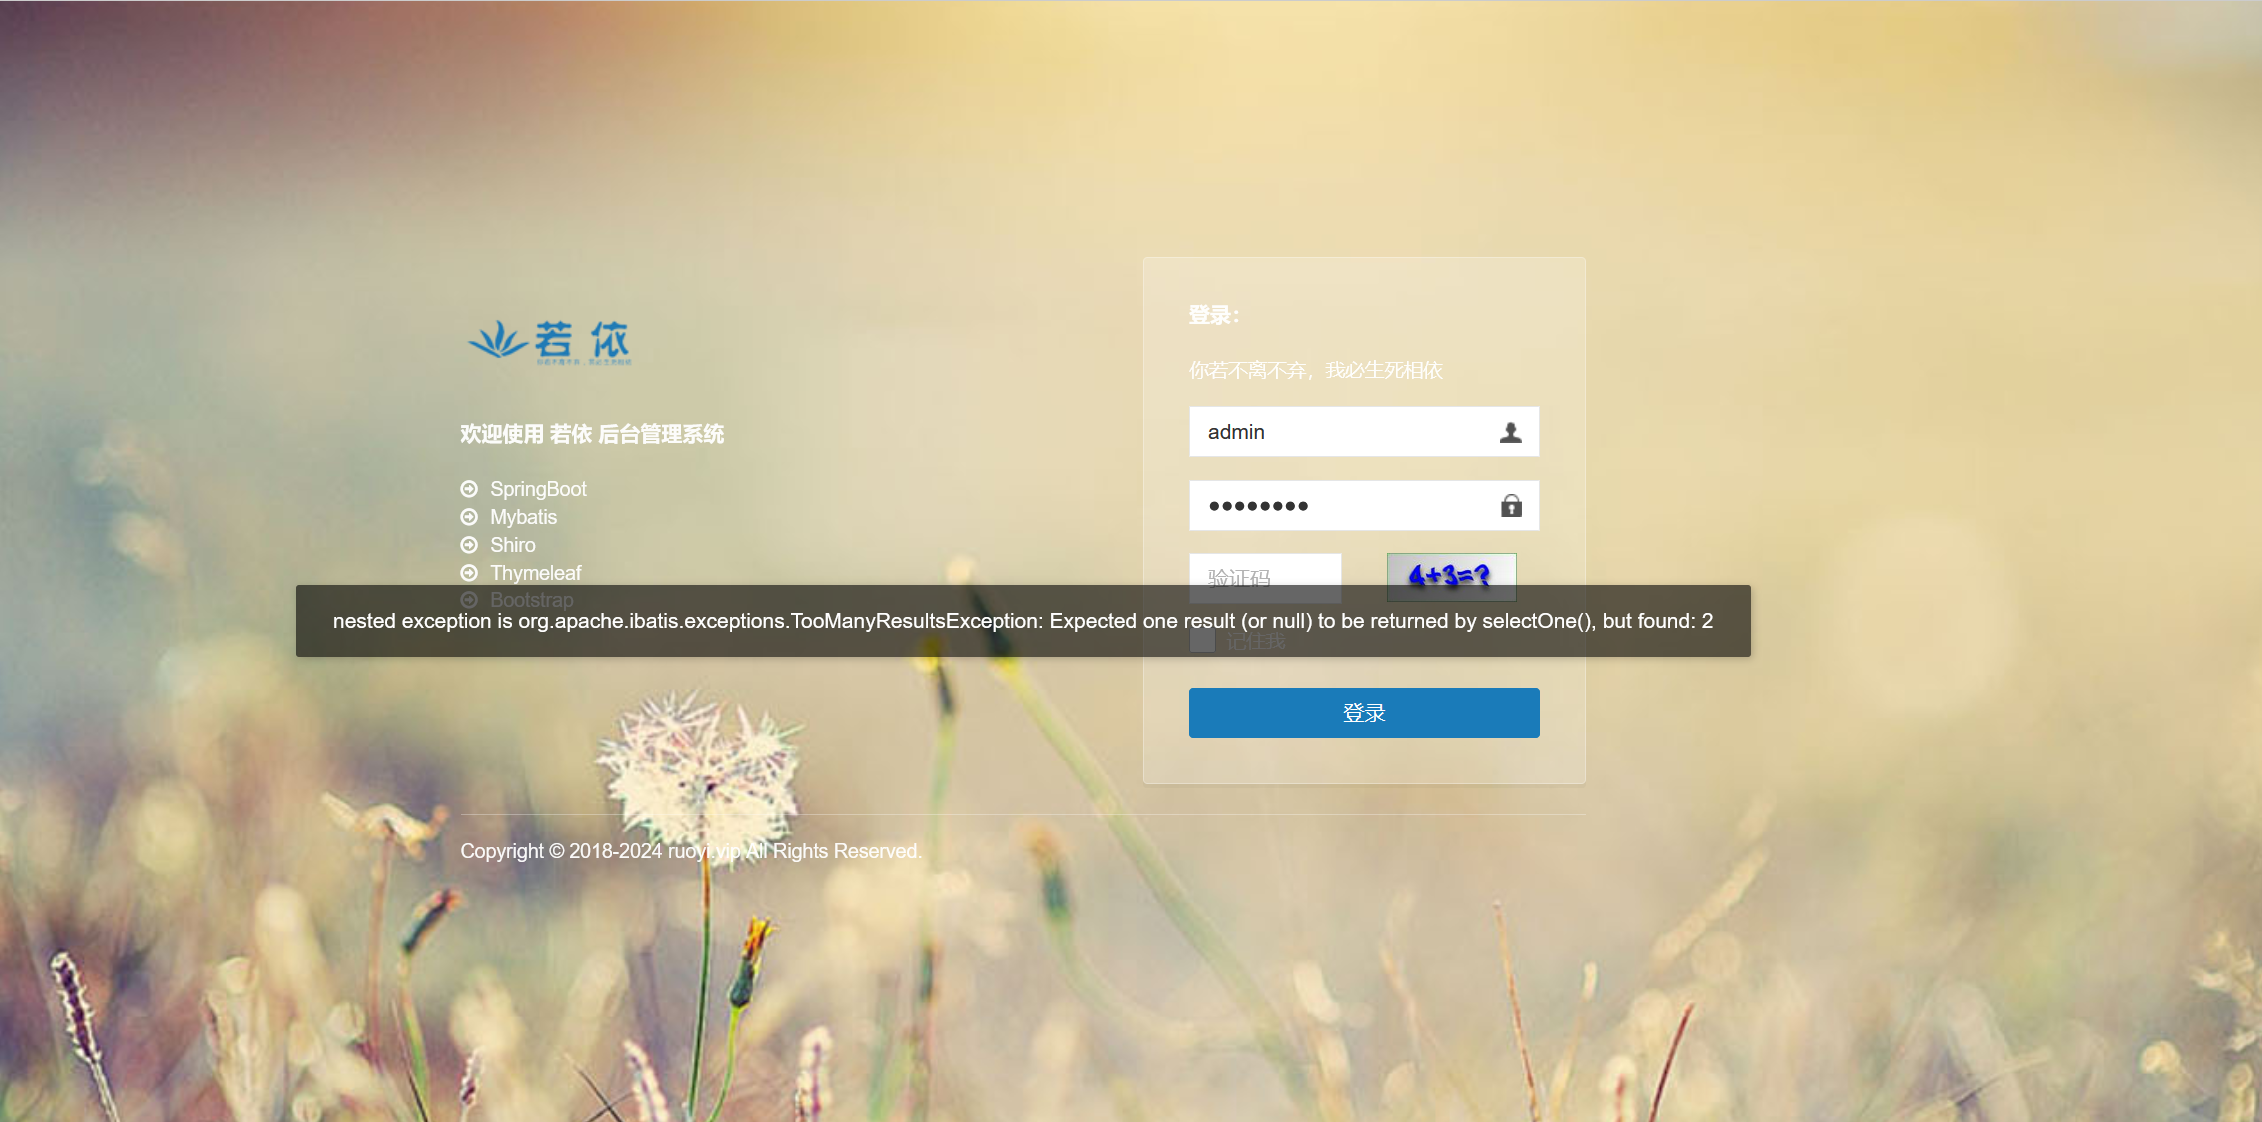 若依
欢迎使用 若依 后台管理系统
SpringBoot
Mybatis
Shiro
Thymeleaf
Bootstrap
登录：
你若不离不弃，我必生死相依
admin
验证码
4+3=?
nested exception is org.apache.ibatis.exceptions.TooManyResultsException: Expected one result (or null) to be returned by selectOne(), but found: 2
记住我
登录
Copyright © 2018-2024 ruoyi.vip All Rights Reserved.